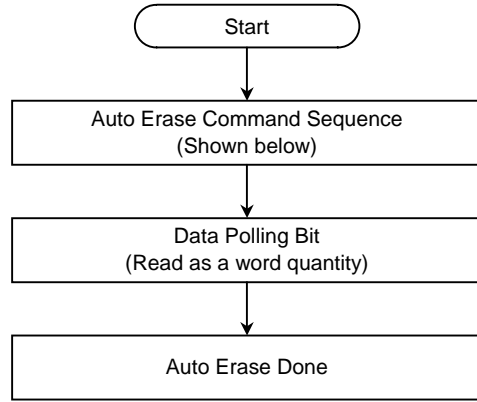 Start
Auto Erase Command Sequence
(Shown below)
Data Polling Bit
(Read as a word quantity)
Auto Erase Done